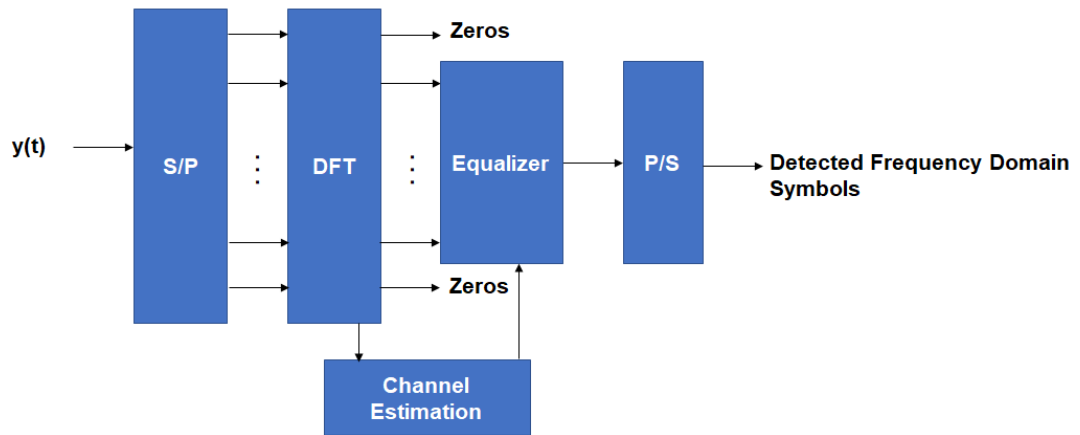 Zeros
y(t)
S/P
⋮
DFT
⋮
Equalizer
P/S
Detected Frequency Domain
Symbols
Zeros
Channel
Estimation